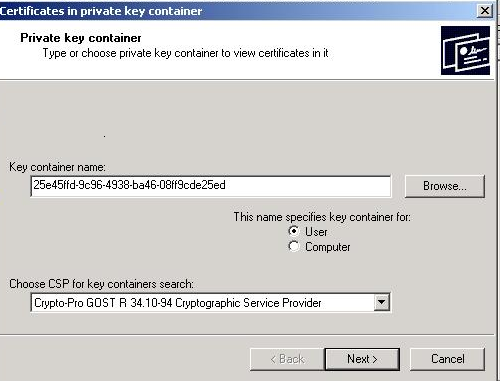 Certificates in private key container
Private key container
Type or choose private key container to view certificates in it
Key container name:
25e45ffd-9c96-4938-ba46-08ff9cde25ed
Browse...
This name specifies key container for:
User
Computer
Choose CSP for key containers search:
Crypto-Pro GOST R 34.10-94 Cryptographic Service Provider
< Back
Next >
Cancel